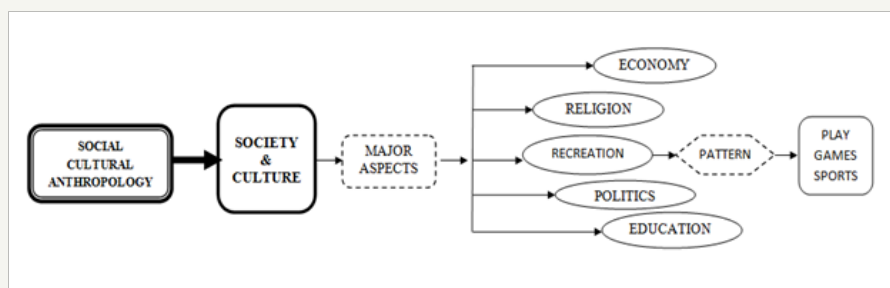 SOCIAL
CULTURAL
ANTHROPOLOGY
SOCIETY
&
CULTURE
MAJOR
ASPECTS
ECONOMY
RELIGION
RECREATION
POLITICS
EDUCATION
PATTERN
PLAY
GAMES
SPORTS